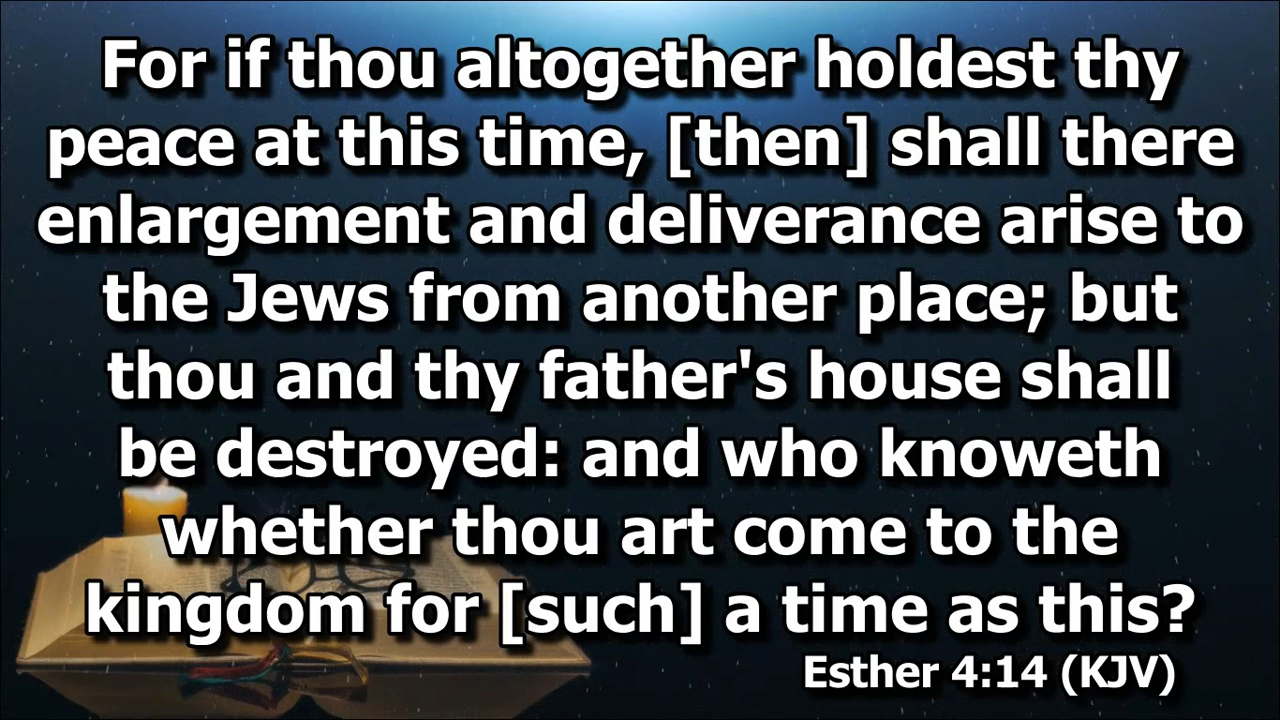 For if thou altogether holdest thy
peace at this time, [then] shall there
enlargement and deliverance arise to
the Jews from another place; but
thou and thy father's house shall
be destroyed: and who knoweth
whether thou art come to the
kingdom for [such] a time as this?
Esther 4:14 (KJV)